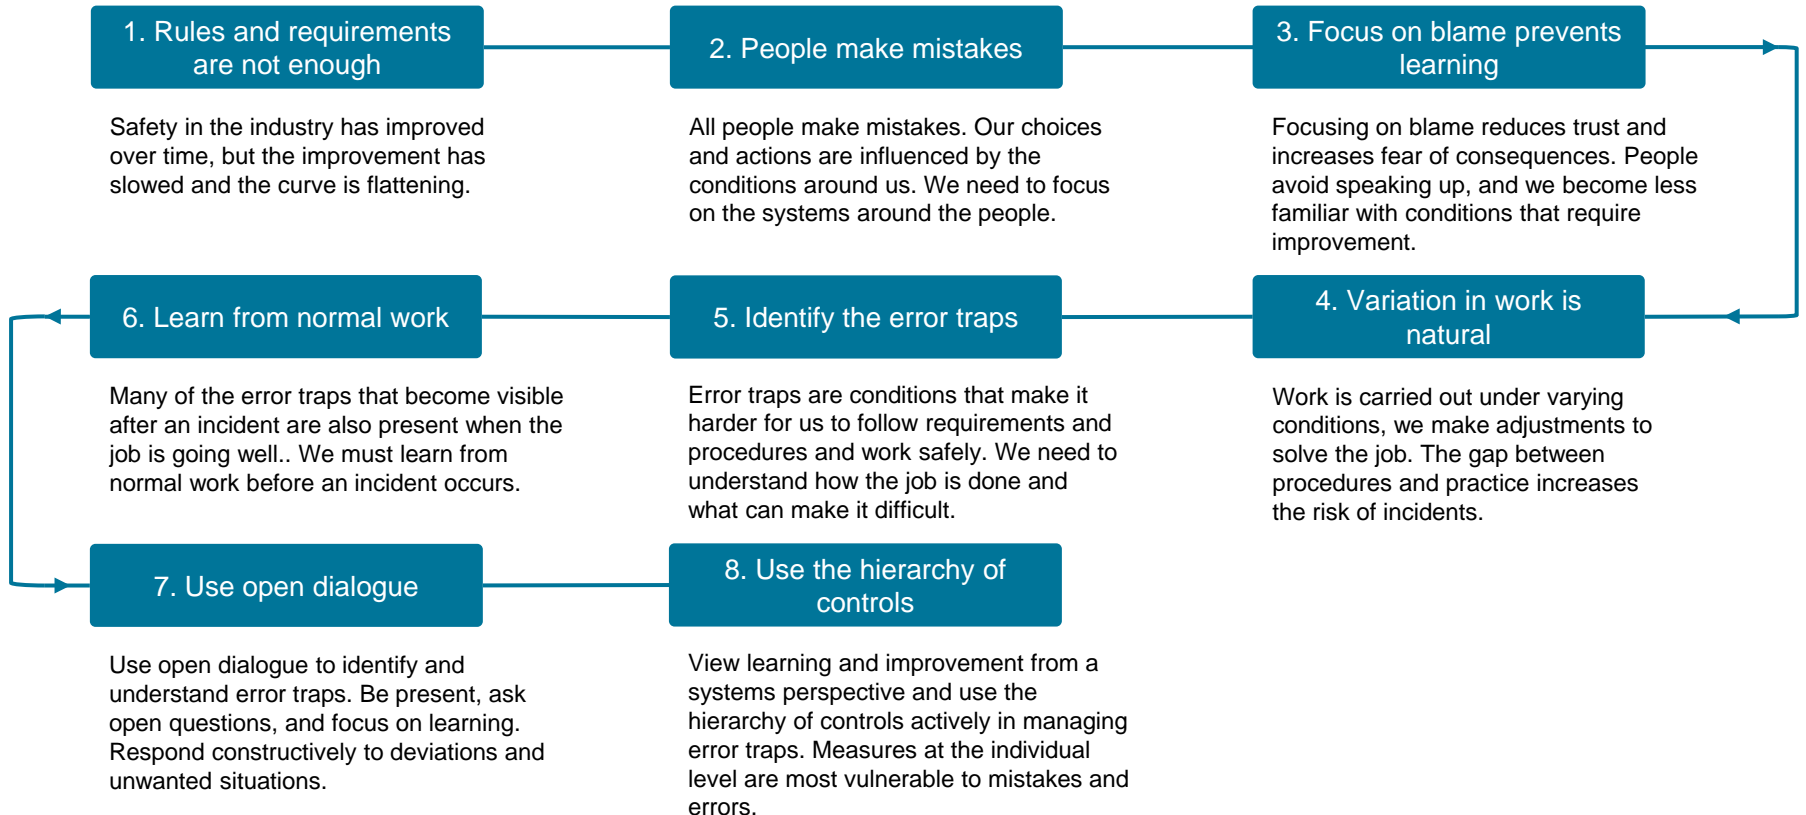 1. Rules and requirements
are not enough
Safety in the industry has improved
over time, but the improvement has
slowed and the curve is flattening.
2. People make mistakes
All people make mistakes. Our choices
and actions are influenced by the
conditions around us. We need to focus
on the systems around the people.
3. Focus on blame prevents
learning
Focusing on blame reduces trust and
increases fear of consequences. People
avoid speaking up, and we become less
familiar with conditions that require
improvement.
4. Variation in work is
natural
Work is carried out under varying
conditions, we make adjustments to
solve the job. The gap between
procedures and practice increases
the risk of incidents.
5. Identify the error traps
Error traps are conditions that make it
harder for us to follow requirements and
procedures and work safely. We need to
understand how the job is done and
what can make it difficult.
6. Learn from normal work
Many of the error traps that become visible
after an incident are also present when the
job is going well.. We must learn from
normal work before an incident occurs.
7. Use open dialogue
Use open dialogue to identify and
understand error traps. Be present, ask
open questions, and focus on learning.
Respond constructively to deviations and
unwanted situations.
8. Use the hierarchy of
controls
View learning and improvement from a
systems perspective and use the
hierarchy of controls actively in managing
error traps. Measures at the individual
level are most vulnerable to mistakes and
errors.